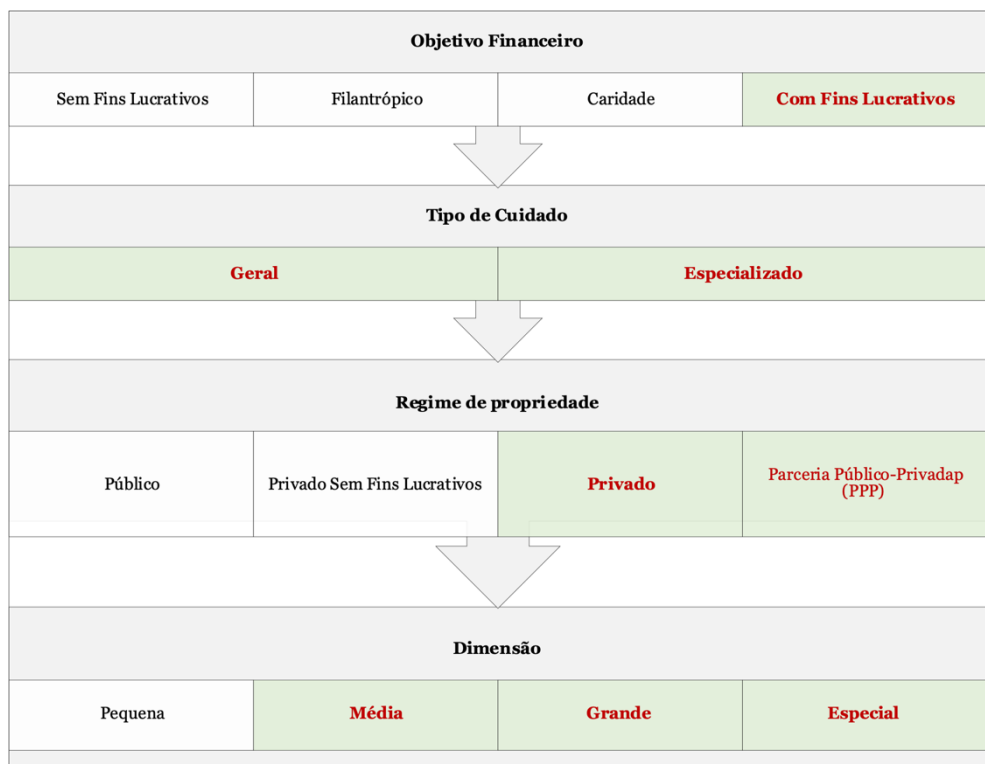 Objetivo Financeiro
Sem Fins Lucrativos
Filantrópico
Caridade
Com Fins Lucrativos
Tipo de Cuidado
Geral
Especializado
Regime de propriedade
Público
Privado Sem Fins Lucrativos
Privado
Parceria Público-Privadap
(PPP)
Dimensão
Pequena
Média
Grande
Especial